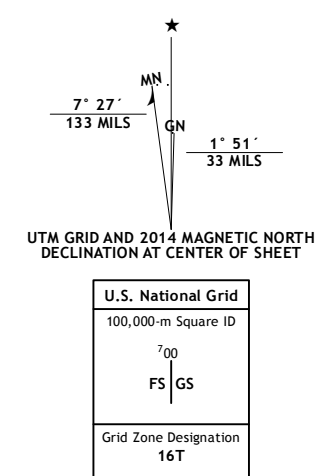 MN
GN
7° 27´
133 MILS
1° 51´
33 MILS
UTM GRID AND 2014 MAGNETIC NORTH
DECLINATION AT CENTER OF SHEET
U.S. National Grid
100,000-m Square ID
⁷00
FS GS
Grid Zone Designation
16T